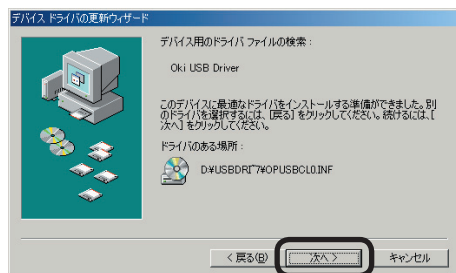 デバイス ドライバの更新ウィザード
デバイス用のドライバ ファイルの検索:
Oki USB Driver
このデバイスに最適なドライバをインストールする準備ができました。別
のドライバを選択するには、[戻る] をクリックしてください。続けるには、[
次へ] をクリックしてください。
ドライバのある場所:
D:¥USBDRI~7¥OPUSBCL0.INF
< 戻る(B)
次へ >
キャンセル